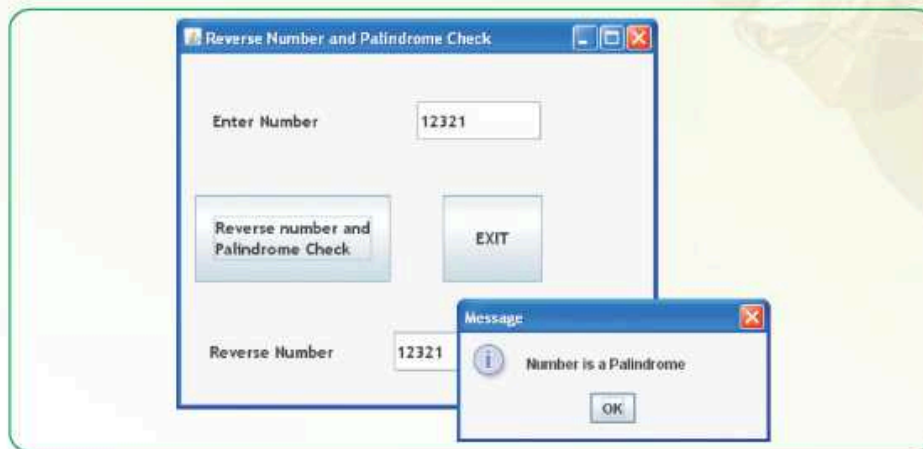 Reverse Number and Palindrome Check
Enter Number
12321
Reverse number and
Palindrome Check
EXIT
Reverse Number
12321
Message
Number is a Palindrome
OK